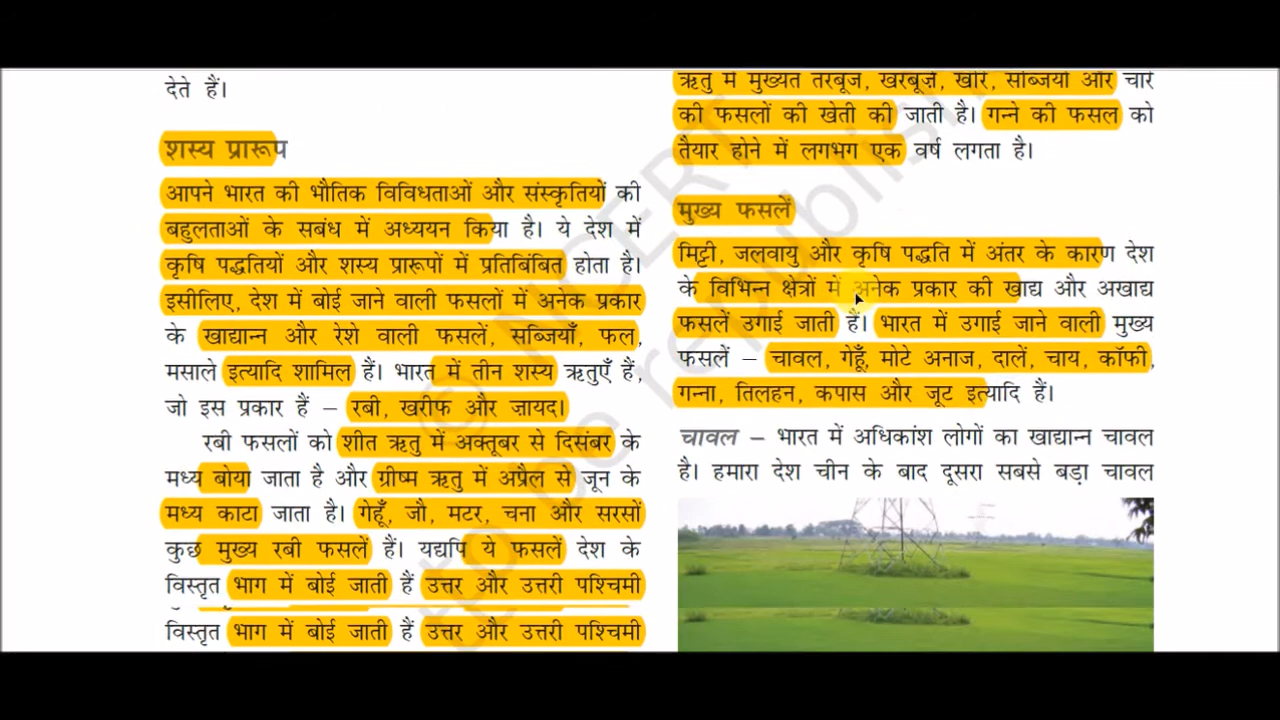 देते हैं।
शस्य प्रारूप
आपने भारत की भौतिक विविधताओं और संस्कृतियों की
बहुलताओं के सबंध में अध्ययन किया है। ये देश में
कृषि पद्धतियों और शस्य प्रारूपों में प्रतिबिंबित होता है।
इसीलिए, देश में बोई जाने वाली फसलों में अनेक प्रकार
के खाद्यान्न और रेशे वाली फसलें, सब्जियाँ, फल,
मसाले इत्यादि शामिल हैं। भारत में तीन शस्य ऋतुएँ हैं,
जो इस प्रकार हैं – रबी, खरीफ और ज़ायद।
रबी फसलों को शीत ऋतु में अक्तूबर से दिसंबर के
मध्य बोया जाता है और ग्रीष्म ऋतु में अप्रैल से जून के
मध्य काटा जाता है। गेहूँ, जौ, मटर, चना और सरसों
कुछ मुख्य रबी फसलें हैं। यद्यपि ये फसलें देश के
विस्तृत भाग में बोई जाती हैं उत्तर और उत्तरी पश्चिमी
विस्तृत भाग में बोई जाती हैं उत्तर और उत्तरी पश्चिमी
ऋतु में मुख्यत तरबूज, खरबूजे, खीरे, सब्जियों और चारे
की फसलों की खेती की जाती है। गन्ने की फसल को
तैयार होने में लगभग एक वर्ष लगता है।
मुख्य फसलें
मिट्टी, जलवायु और कृषि पद्धति में अंतर के कारण देश
के विभिन्न क्षेत्रों में अनेक प्रकार की खाद्य और अखाद्य
फसलें उगाई जाती हैं। भारत में उगाई जाने वाली मुख्य
फसलें – चावल, गेहूँ, मोटे अनाज, दालें, चाय, कॉफी,
गन्ना, तिलहन, कपास और जूट इत्यादि हैं।
चावल – भारत में अधिकांश लोगों का खाद्यान्न चावल
है। हमारा देश चीन के बाद दूसरा सबसे बड़ा चावल
© NCERT
to be republish